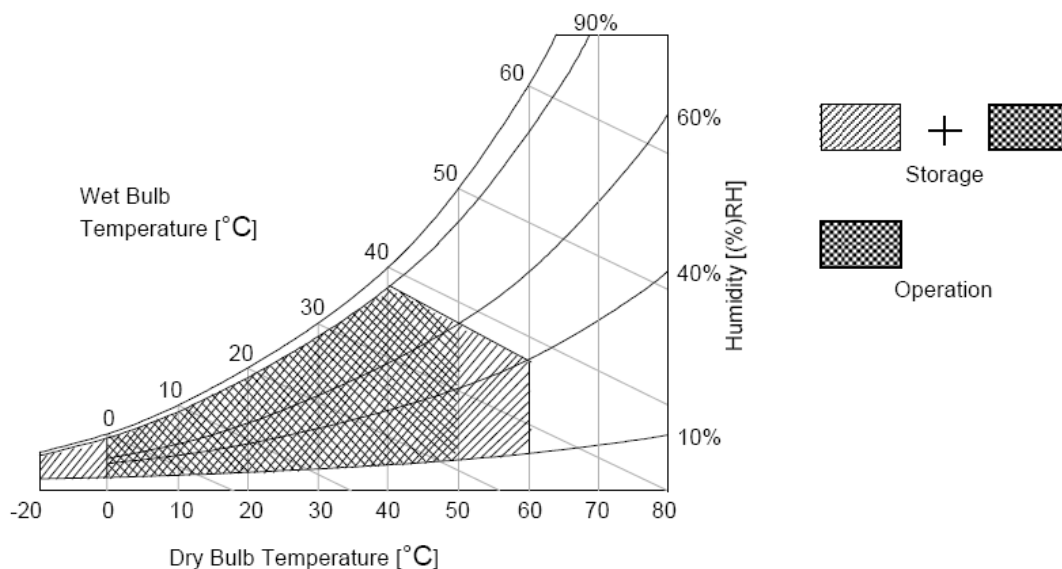 90%
60
60%
50
Wet Bulb
Temperature [°C]
40
30
20
10
0
40%
10%
Humidity [(%)RH]
-20 0 10 20 30 40 50 60 70 80
Dry Bulb Temperature [°C]
+
Storage
Operation